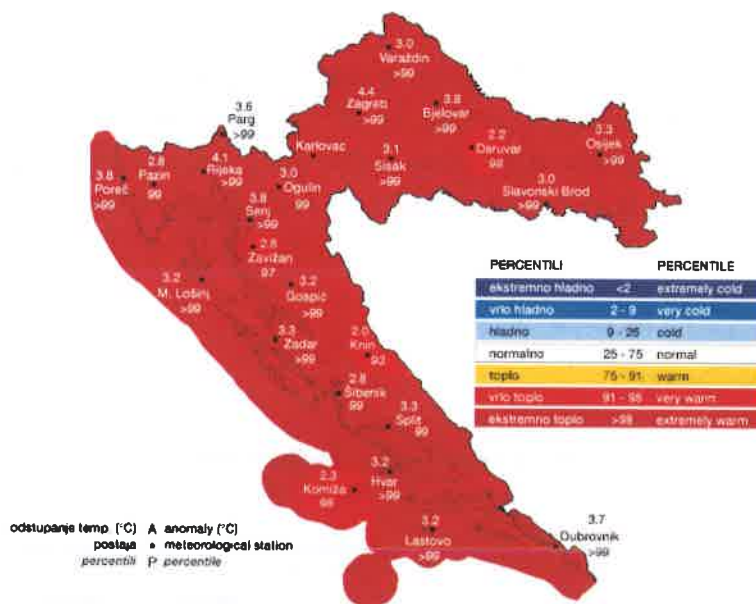 3.0
Varaždin
>99
4.4
Zagreb
>99
3.8
Bjelovar
>99
3.6
Parg
>99
2.2
Daruvar
98
3.3
Osijek
>99
Karlovac
3.1
Sisak
>99
4.1
Rijeka
>99
2.8
Pazin
99
3.8
Poreč
>99
3.0
Ogulin
99
3.0
Slavonski Brod
>99
3.8
Senj
>99
2.8
Zavižan
97
3.2
M. Lošinj
>99
3.2
Gospić
>99
3.3
Zadar
>99
2.0
Knin
92
2.8
Šibenik
99
3.3
Split
99
3.2
Hvar
>99
2.3
Komiža
98
3.2
Lastovo
>99
3.7
Dubrovnik
>99
PERCENTILI PERCENTILE
ekstremno hladno <2 extremely cold
vrlo hladno 2 - 9 very cold
hladno 9 - 25 cold
normalno 25 - 75 normal
toplo 75 - 91 warm
vrlo toplo 91 - 98 very warm
ekstremno toplo >98 extremely warm
odstupanje temp. (°C) A anomaly (°C)
postaja • meteorological station
percentili P percentile